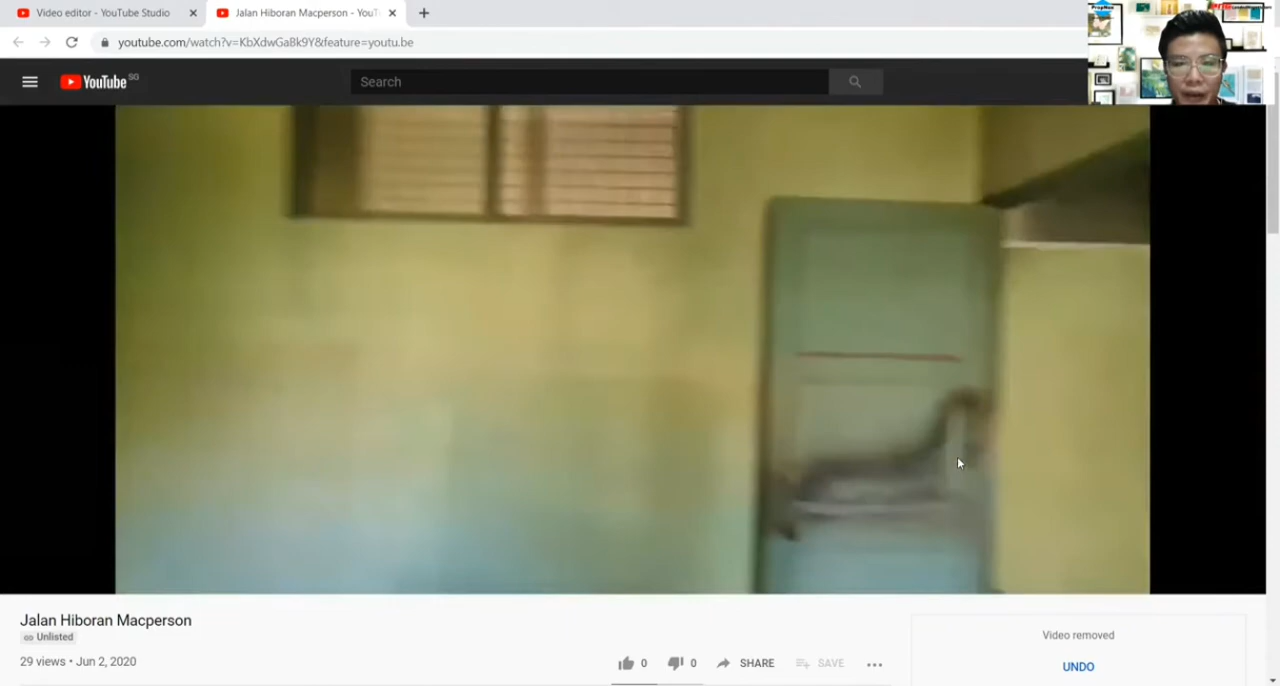 Video editor - YouTube Studio
Jalan Hiboran Macperson - YouT
youtube.com/watch?v=KbXdwGaBk9Y&feature=youtu.be
YouTube SG
Search
PropNex
Jalan Hiboran Macperson
Unlisted
29 views • Jun 2, 2020
0
0
SHARE
SAVE
Video removed
UNDO